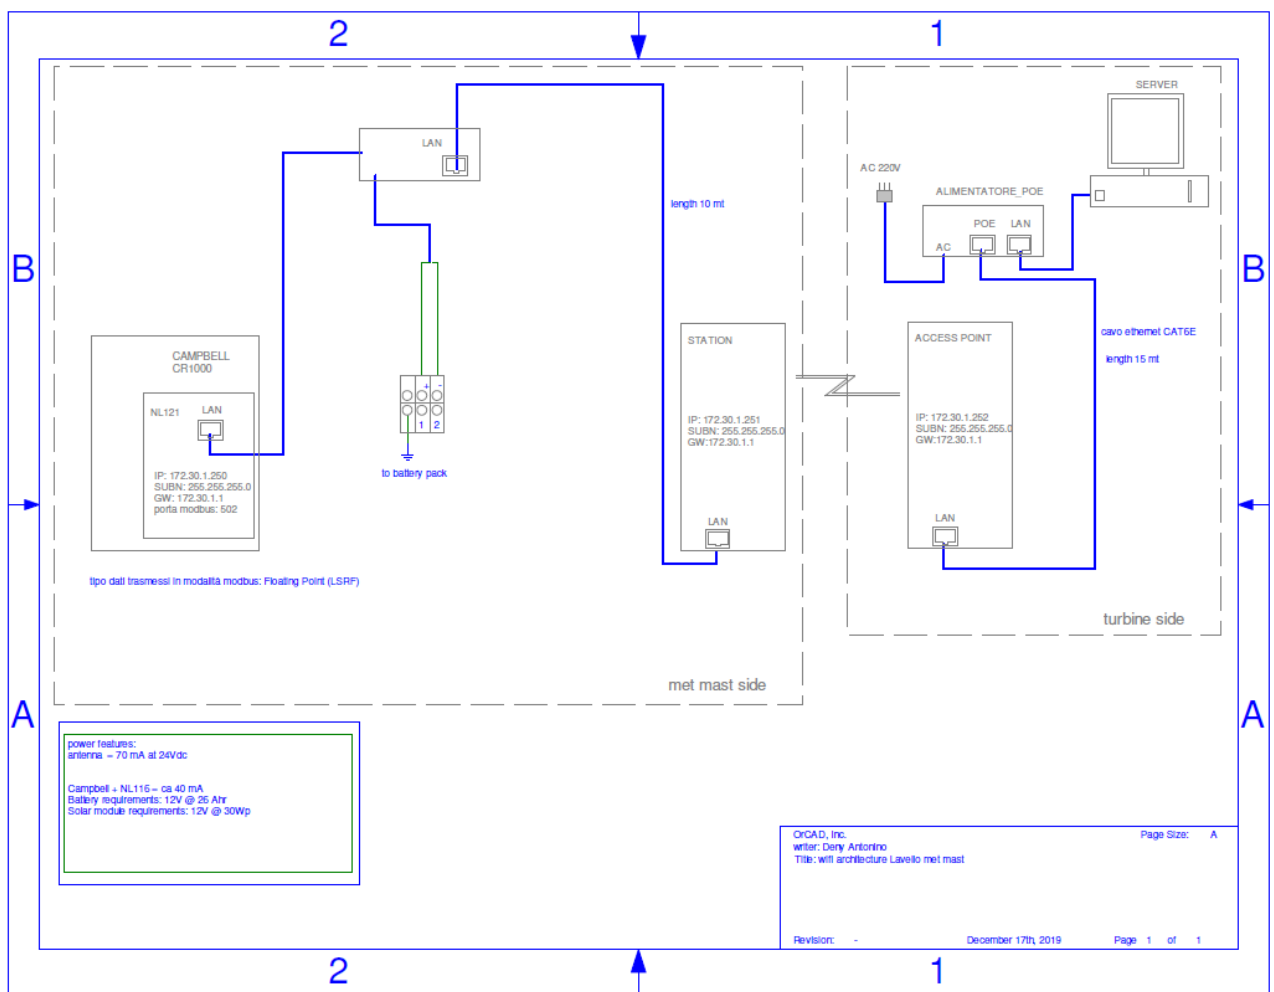 2
1
B
B
A
A
2
1
LAN
length 10 mt
CAMPBELL
CR1000
NL121
LAN
IP: 172.30.1.250
SUBN: 255.255.255.0
GW: 172.30.1.1
porta modbus: 502
+
-
1
2
to battery pack
tipo dati trasmessi in modalità modbus: Floating Point (LSRF)
STATION
IP: 172.30.1.251
SUBN: 255.255.255.0
GW:172.30.1.1
LAN
met mast side
SERVER
AC 220V
ALIMENTATORE_POE
POE
LAN
AC
cavo ethernet CAT6E
length 15 mt
ACCESS POINT
IP: 172.30.1.252
SUBN: 255.255.255.0
GW:172.30.1.1
LAN
turbine side
power features:
antenna = 70 mA at 24Vdc
Campbell + NL116 = ca 40 mA
Battery requirements: 12V @ 26 Ahr
Solar module requirements: 12V @ 30Wp
OrCAD, Inc.
Page Size: A
writer: Deny Antonino
Title: wifi architecture Lavello met mast
Revision: -
December 17th, 2019
Page 1 of 1